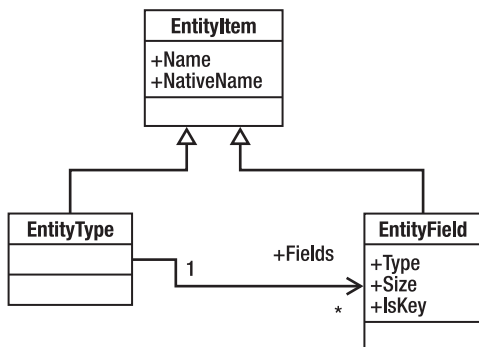 EntityItem
+Name
+NativeName
EntityType
EntityField
+Type
+Size
+IsKey
1
+Fields
*